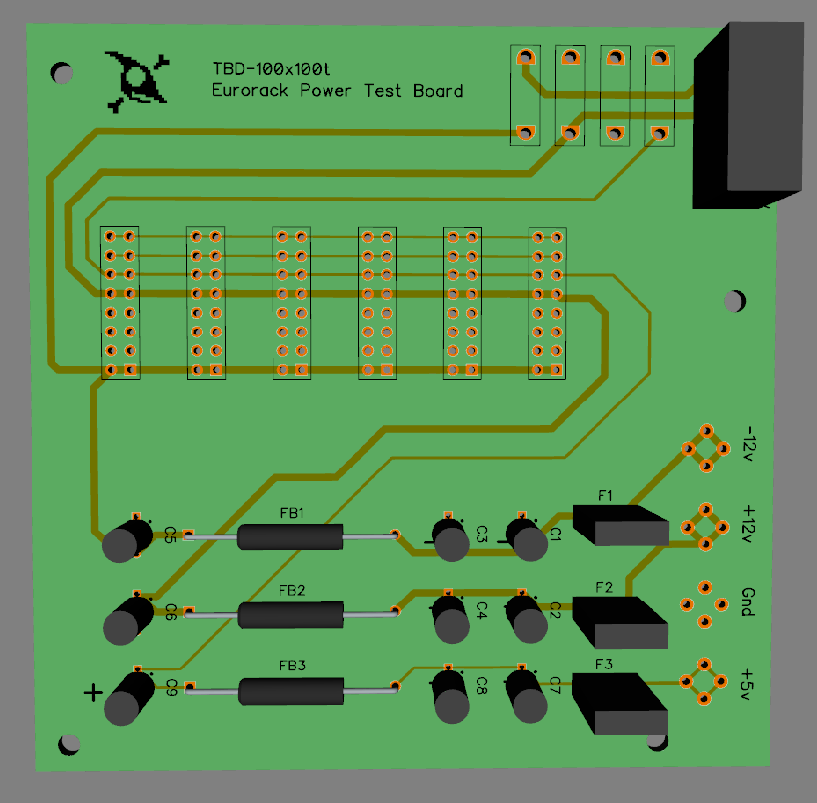 TBD-100x100t
Eurorack Power Test Board
-12v
+12v
Gnd
+5v
F1
FB1
C5
C3
C1
F2
FB2
C6
C4
C2
F3
FB3
+
C9
C8
C7